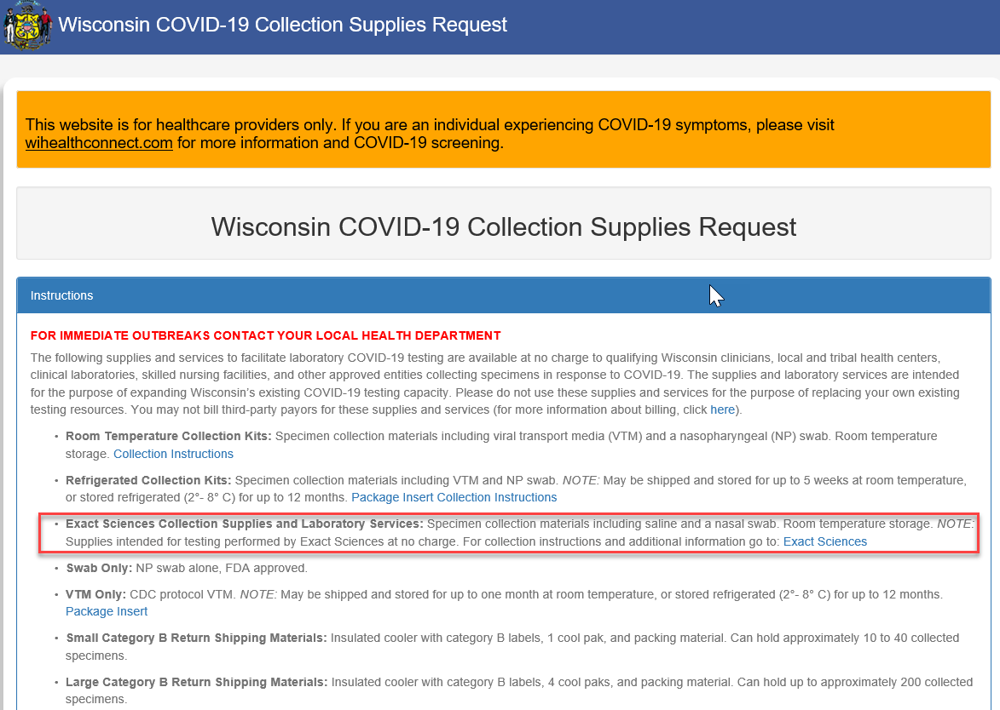 Wisconsin COVID-19 Collection Supplies Request
This website is for healthcare providers only. If you are an individual experiencing COVID-19 symptoms, please visit
wihealthconnect.com for more information and COVID-19 screening.
Wisconsin COVID-19 Collection Supplies Request
Instructions
FOR IMMEDIATE OUTBREAKS CONTACT YOUR LOCAL HEALTH DEPARTMENT
The following supplies and services to facilitate laboratory COVID-19 testing are available at no charge to qualifying Wisconsin clinicians, local and tribal health centers,
clinical laboratories, skilled nursing facilities, and other approved entities collecting specimens in response to COVID-19. The supplies and laboratory services are intended
for the purpose of expanding Wisconsin's existing COVID-19 testing capacity. Please do not use these supplies and services for the purpose of replacing your own existing
testing resources. You may not bill third-party payors for these supplies and services (for more information about billing, click here).
• Room Temperature Collection Kits: Specimen collection materials including viral transport media (VTM) and a nasopharyngeal (NP) swab. Room temperature
storage. Collection Instructions
• Refrigerated Collection Kits: Specimen collection materials including VTM and NP swab. NOTE: May be shipped and stored for up to 5 weeks at room temperature,
or stored refrigerated (2°- 8° C) for up to 12 months. Package Insert Collection Instructions
• Exact Sciences Collection Supplies and Laboratory Services: Specimen collection materials including saline and a nasal swab. Room temperature storage. NOTE:
Supplies intended for testing performed by Exact Sciences at no charge. For collection instructions and additional information go to: Exact Sciences
• Swab Only: NP swab alone, FDA approved.
• VTM Only: CDC protocol VTM. NOTE: May be shipped and stored for up to one month at room temperature, or stored refrigerated (2°- 8° C) for up to 12 months.
Package Insert
• Small Category B Return Shipping Materials: Insulated cooler with category B labels, 1 cool pak, and packing material. Can hold approximately 10 to 40 collected
specimens.
• Large Category B Return Shipping Materials: Insulated cooler with category B labels, 4 cool paks, and packing material. Can hold up to approximately 200 collected
specimens.